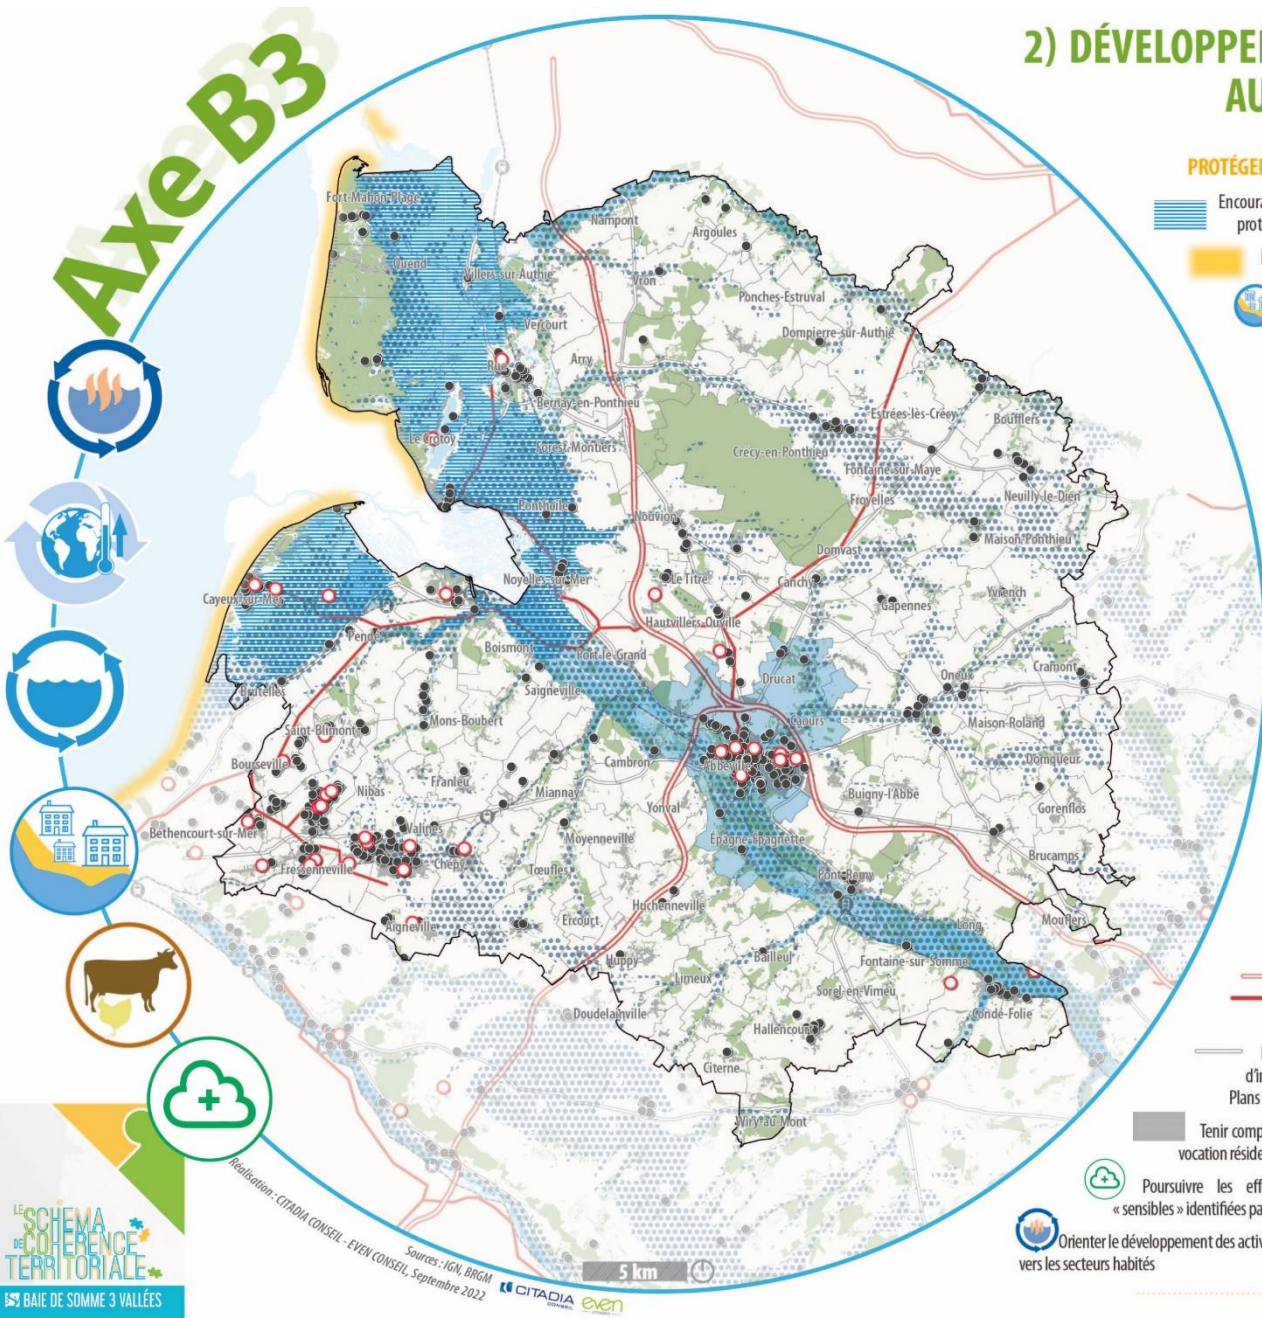 Axe B3
2) DÉVELOPPE
AU
PROTÉGE
Encoura
prot
Fort-Mahon-Plage
Nampont
Argoules
Quend
Villers-sur-Authie
Vron
Ponches-Estruval
Vercourt
Dompierre-sur-Authie
Rue
Arry
Bernay-en-Ponthieu
Estrées-lès-Crécy
Boufflers
Le Crotoy
Forest-Montiers
Crécy-en-Ponthieu
Fontaine-sur-Maye
Froyelles
Neuilly-le-Dien
Ponthoile
Nouvion
Maison-Ponthieu
Domvast
Noyelles-sur-Mer
Le Titre
Canchy
Cayeux-sur-Mer
Gapennes
Yvrench
Hautvillers-Ouville
Pendé
Boismont
Port-le-Grand
Cramont
Brutelles
Saigneville
Drucat
Oneux
Mons-Boubert
Caours
Maison-Roland
Saint-Blimont
Bourseville
Cambron
Abbeville
Domqueur
Franleu
Nibas
Miannay
Buigny-l'Abbé
Yonval
Gorenflos
Béthencourt-sur-Mer
Valines
Moyenneville
Épagne-Épagnette
Fressenneville
Chépy
Tœufles
Brucamps
Pont-Remy
Huchenneville
Aigneville
Ercourt
Long
Mouflers
Huppy
Bailleul
Fontaine-sur-Somme
Limeux
Sorel-en-Vimeu
Doudelainville
Condé-Folie
Hallencourt
Citerne
Wiry-au-Mont
d'in
Plans
Tenir comp
vocation réside
Poursuivre les eff
« sensibles » identifiées pa
Orienter le développement des activ
vers les secteurs habités
5 km
Réalisation : CITADIA CONSEIL - EVEN CONSEIL, Septembre 2022
Sources : IGN, BRGM
CITADIA
CONSEIL
even
LE
SCHÉMA
DE COHÉRENCE
TERRITORIALE
BAIE DE SOMME 3 VALLÉES